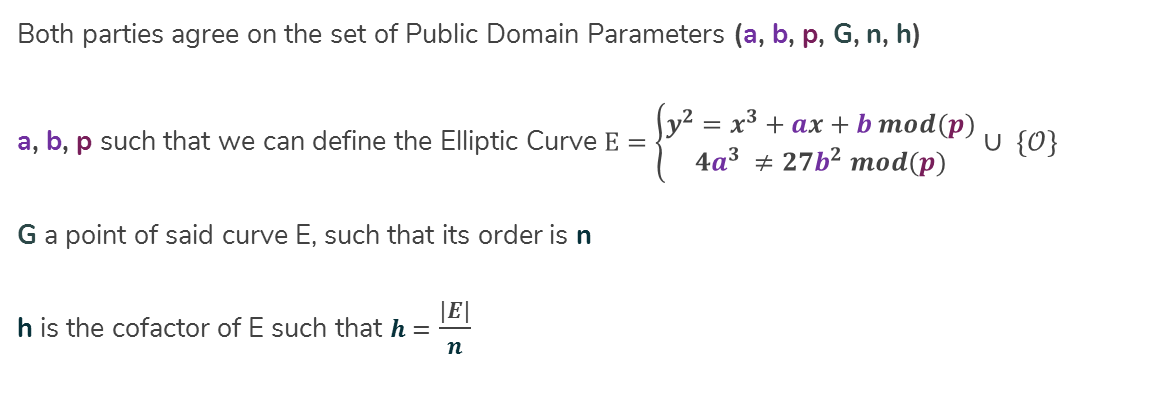 Both parties agree on the set of Public Domain Parameters (a, b, p, G, n, h)
a, b, p such that we can define the Elliptic Curve E = { y² = x³ + ax + b mod(p) 4a³ ≠ 27b² mod(p) ∪ {𝒪}
G a point of said curve E, such that its order is n
h is the cofactor of E such that h = |E| / n